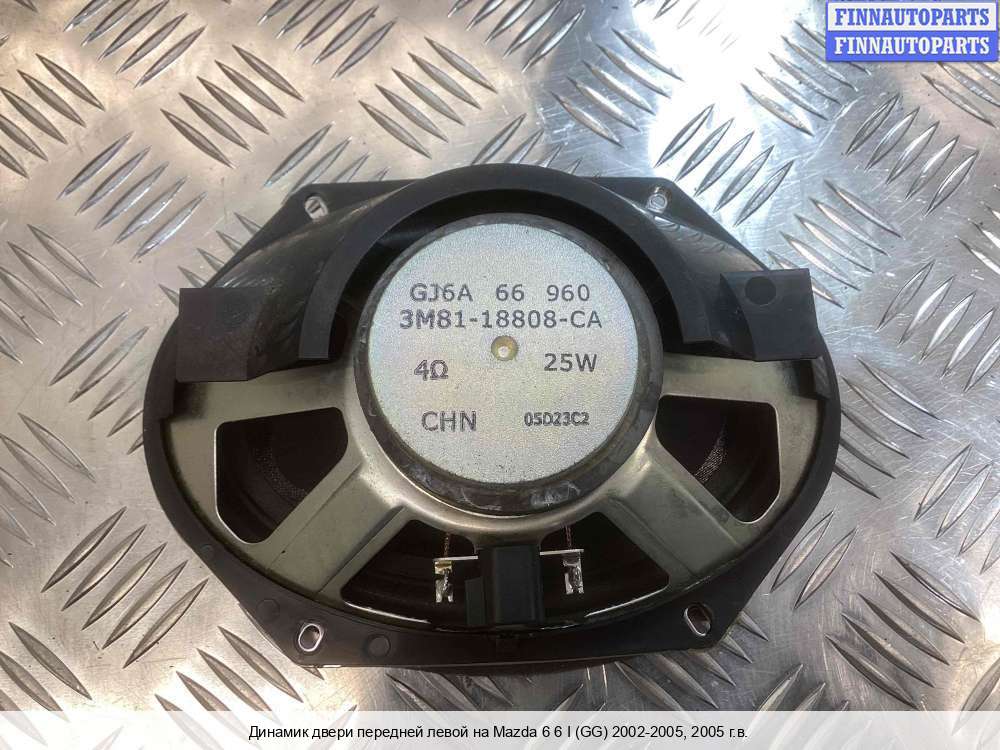 FINNAUTOPARTS
FINNAUTOPARTS
GJ6A 66 960
3M81-18808-CA
4Ω 25W
CHN 05D23C2
Динамик двери передней левой на Mazda 6 6 I (GG) 2002-2005, 2005 г.в.